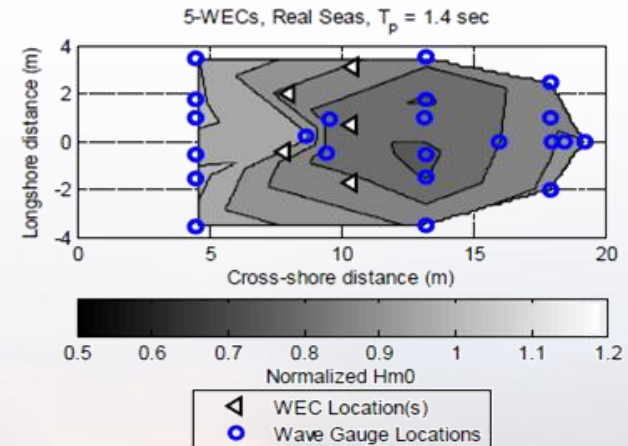 5-WECs, Real Seas, Tp = 1.4 sec
4
2
0
-2
-4
Longshore distance (m)
0 5 10 15 20
Cross-shore distance (m)
0.5 0.6 0.7 0.8 0.9 1 1.1 1.2
Normalized Hm0
WEC Location(s)
Wave Gauge Locations